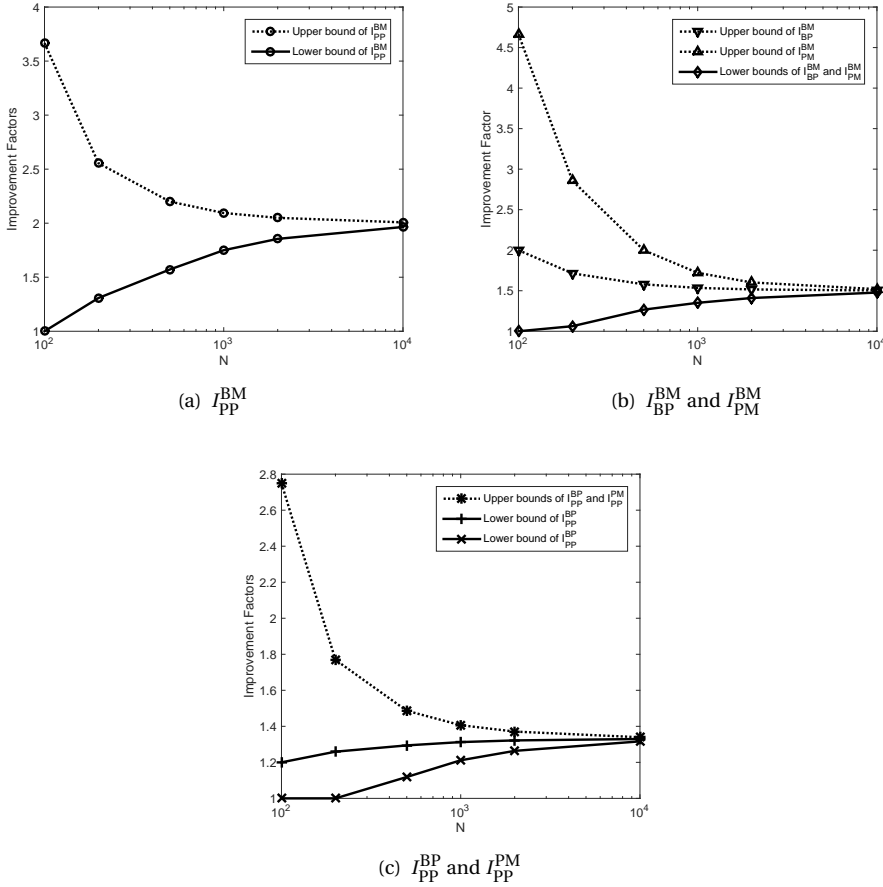 4
3.5
3
2.5
2
1.5
1
10^2
10^3
10^4
Improvement Factors
N
Upper bound of I_PP^BM
Lower bound of I_PP^BM
(a) I_PP^BM
5
4.5
4
3.5
3
2.5
2
1.5
1
10^2
10^3
10^4
Improvement Factor
N
Upper bound of I_BP^BM
Upper bound of I_PM^BM
Lower bounds of I_BP^BM and I_PM^BM
(b) I_BP^BM and I_PM^BM
2.8
2.6
2.4
2.2
2
1.8
1.6
1.4
1.2
1
10^2
10^3
10^4
Improvement Factors
N
Upper bounds of I_PP^BP and I_PP^PM
Lower bound of I_PP^BP
Lower bound of I_PP^BP
(c) I_PP^BP and I_PP^PM